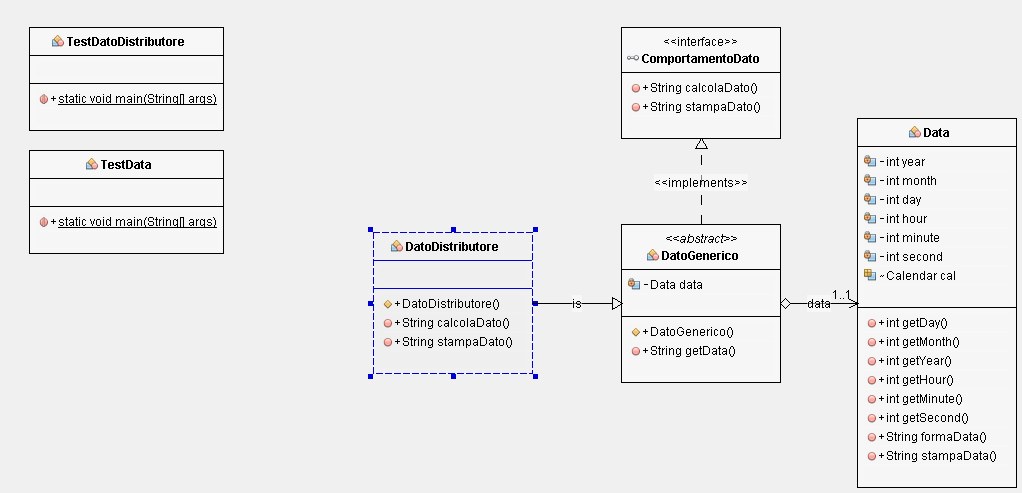 TestDatoDistributore
+static void main(String[] args)
TestData
+static void main(String[] args)
<<interface>>
ComportamentoDato
+String calcolaDato()
+String stampaDato()
<<implements>>
DatoDistributore
+DatoDistributore()
+String calcolaDato()
+String stampaDato()
is
<<abstract>>
DatoGenerico
-Data data
+DatoGenerico()
+String getData()
data
1..1
Data
-int year
-int month
-int day
-int hour
-int minute
-int second
~Calendar cal
+int getDay()
+int getMonth()
+int getYear()
+int getHour()
+int getMinute()
+int getSecond()
+String formaData()
+String stampaData()